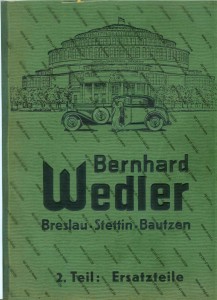 Bernhard
Wedler
Breslau-Stettin-Bautzen
2. Teil: Ersatzteile